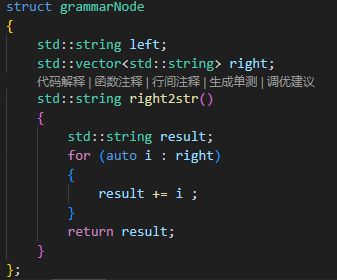 struct grammarNode
{
    std::string left;
    std::vector<std::string> right;
    代码解释 | 函数注释 | 行间注释 | 生成单测 | 调优建议
    std::string right2str()
    {
        std::string result;
        for (auto i : right)
        {
            result += i ;
        }
        return result;
    }
};